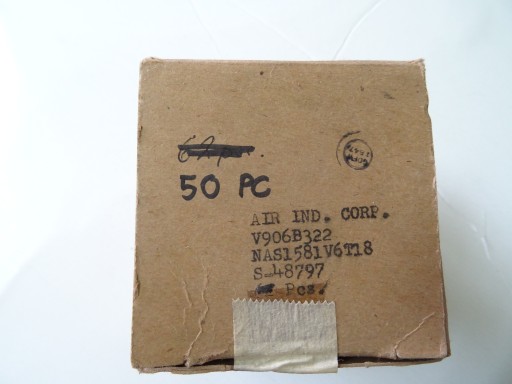 50 PC
AIR IND. CORP.
V906B322
NAS1581V6T18
S-48797
Pcs.